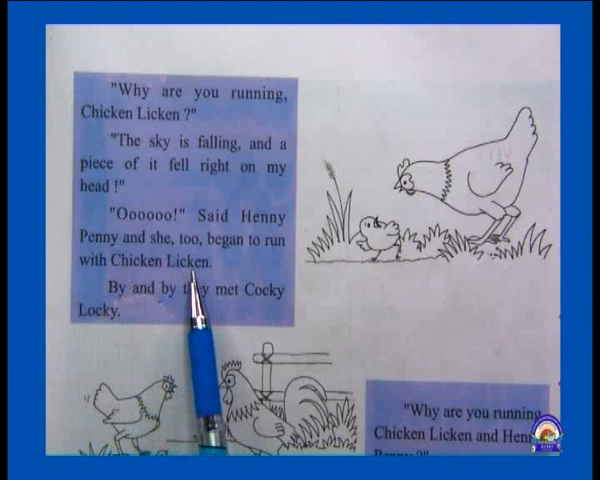 "Why are you running,
Chicken Licken ?"
"The sky is falling, and a
piece of it fell right on my
head !"
"Oooooo!" Said Henny
Penny and she, too, began to run
with Chicken Licken.
By and by they met Cocky
Locky.
"Why are you running
Chicken Licken and Henny
Penny ?"